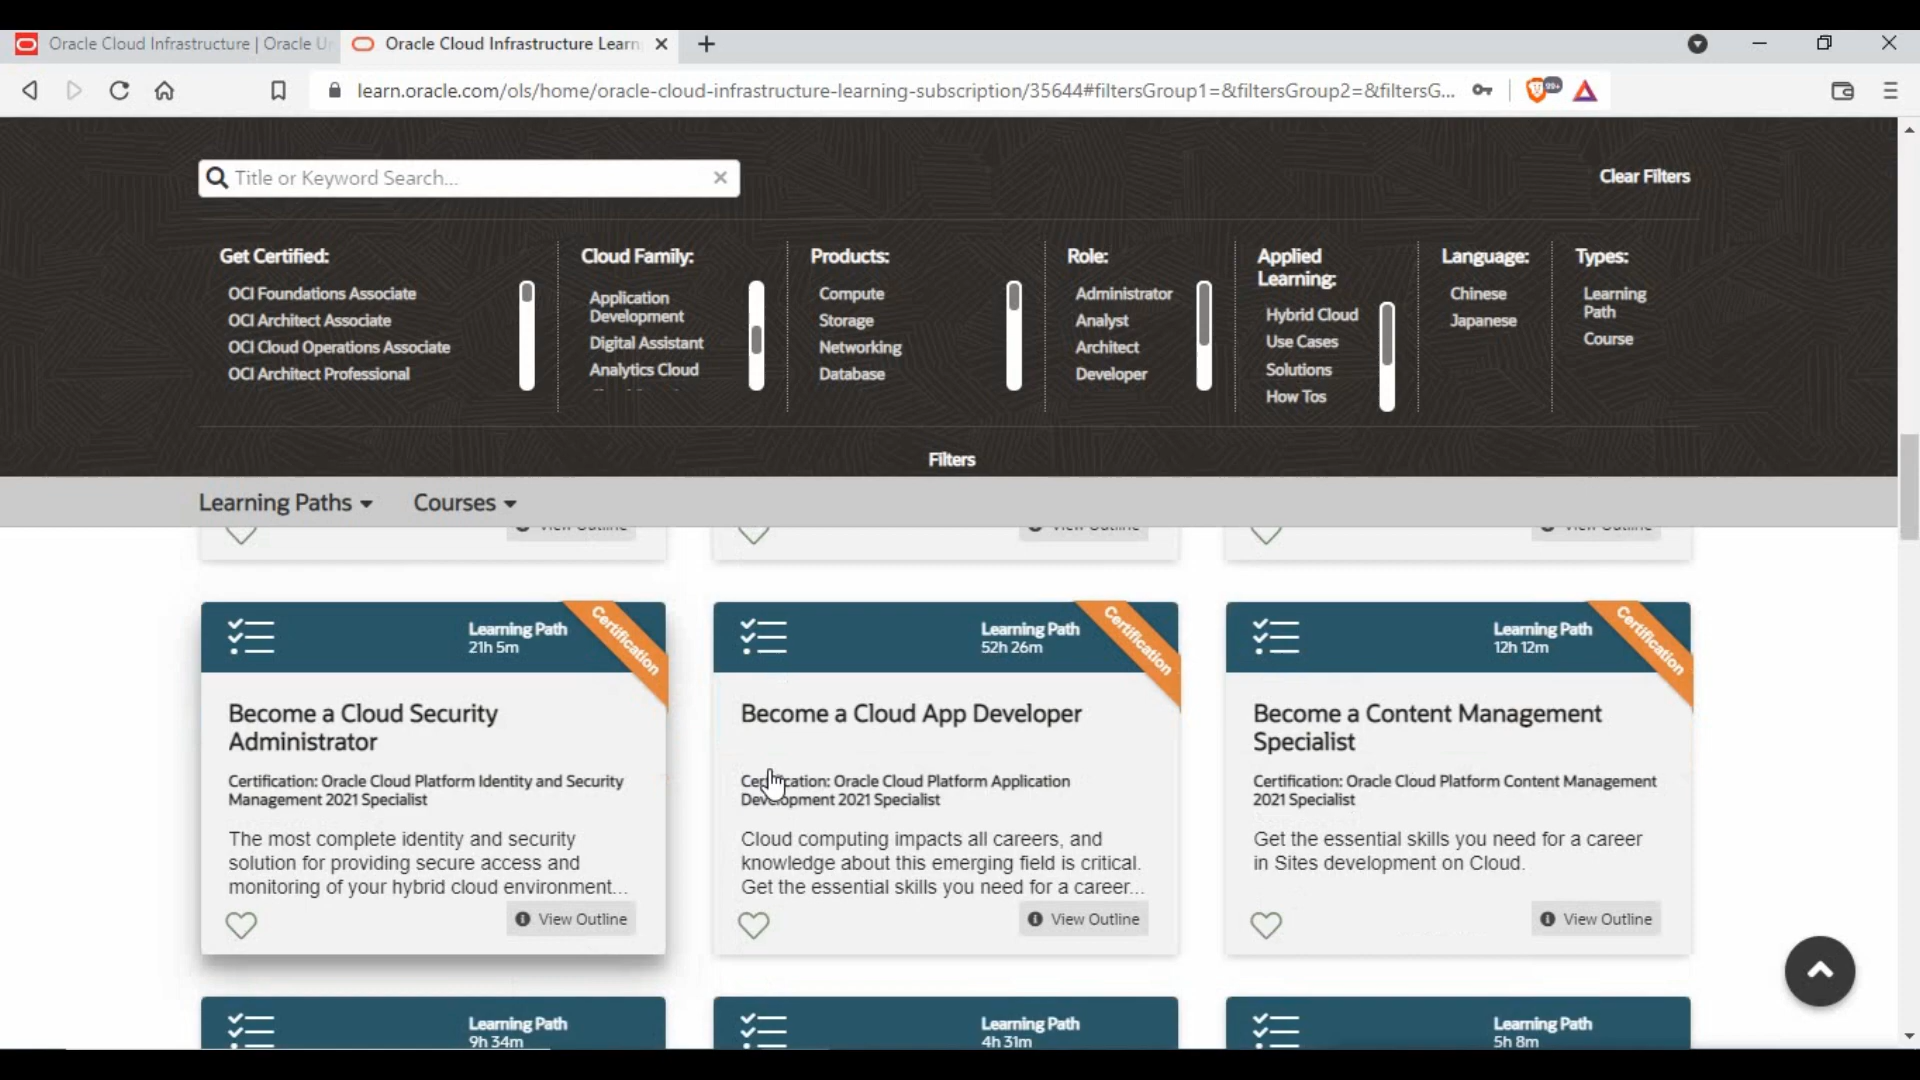 Oracle Cloud Infrastructure | Oracle U
Oracle Cloud Infrastructure Learn
learn.oracle.com/ols/home/oracle-cloud-infrastructure-learning-subscription/35644#filtersGroup1=&filtersGroup2=&filtersG...
99+
Title or Keyword Search...
Clear Filters
Get Certified:
OCI Foundations Associate
OCI Architect Associate
OCI Cloud Operations Associate
OCI Architect Professional
Cloud Family:
Application
Development
Digital Assistant
Analytics Cloud
Products:
Compute
Storage
Networking
Database
Role:
Administrator
Analyst
Architect
Developer
Applied
Learning:
Hybrid Cloud
Use Cases
Solutions
How Tos
Language:
Chinese
Japanese
Types:
Learning
Path
Course
Filters
Learning Paths
Courses
View Outline
View Outline
View Outline
Learning Path
21h 5m
Certification
Become a Cloud Security
Administrator
Certification: Oracle Cloud Platform Identity and Security
Management 2021 Specialist
The most complete identity and security
solution for providing secure access and
monitoring of your hybrid cloud environment...
View Outline
Learning Path
52h 26m
Certification
Become a Cloud App Developer
Certification: Oracle Cloud Platform Application
Development 2021 Specialist
Cloud computing impacts all careers, and
knowledge about this emerging field is critical.
Get the essential skills you need for a career...
View Outline
Learning Path
12h 12m
Certification
Become a Content Management
Specialist
Certification: Oracle Cloud Platform Content Management
2021 Specialist
Get the essential skills you need for a career
in Sites development on Cloud.
View Outline
Learning Path
9h 34m
Learning Path
4h 31m
Learning Path
5h 8m